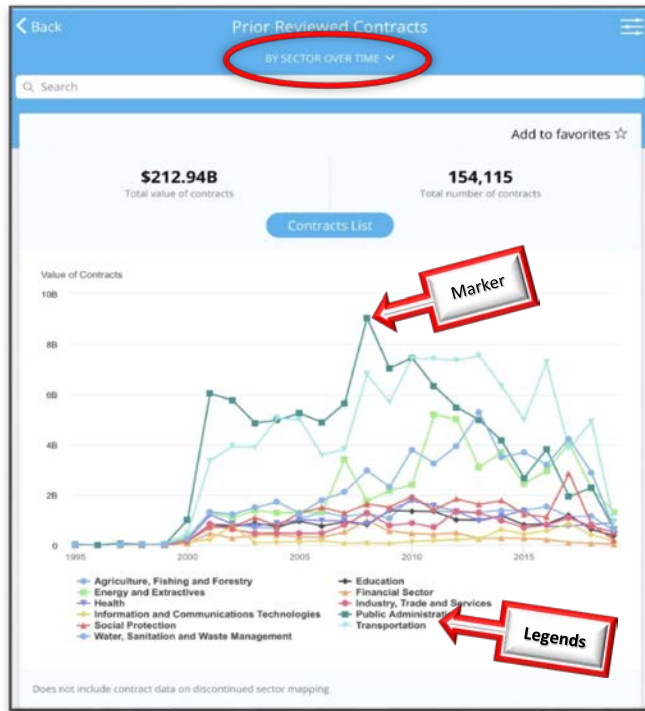 Back
Prior Reviewed Contracts
BY SECTOR OVER TIME
Search
Add to favorites
$212.94B
Total value of contracts
154,115
Total number of contracts
Contracts List
Value of Contracts
10B
Marker
8B
6B
4B
2B
0
1995 2000 2005 2010 2015
Agriculture, Fishing and Forestry
Education
Energy and Extractives
Financial Sector
Health
Industry, Trade and Services
Information and Communications Technologies
Public Administrati
Social Protection
Transportation
Water, Sanitation and Waste Management
Legends
Does not include contract data on discontinued sector mapping